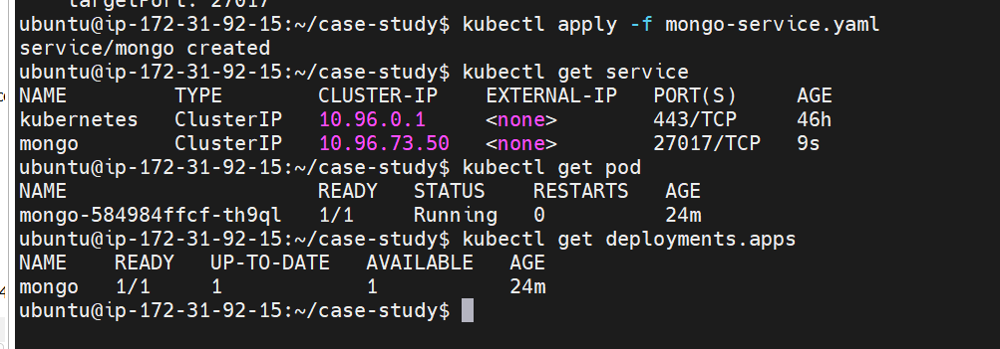 targetPort: 27017
ubuntu@ip-172-31-92-15:~/case-study$ kubectl apply -f mongo-service.yaml
service/mongo created
ubuntu@ip-172-31-92-15:~/case-study$ kubectl get service
NAME         TYPE        CLUSTER-IP    EXTERNAL-IP   PORT(S)     AGE
kubernetes   ClusterIP   10.96.0.1     <none>        443/TCP     46h
mongo        ClusterIP   10.96.73.50   <none>        27017/TCP   9s
ubuntu@ip-172-31-92-15:~/case-study$ kubectl get pod
NAME                     READY   STATUS    RESTARTS   AGE
mongo-584984ffcf-th9ql   1/1     Running   0          24m
ubuntu@ip-172-31-92-15:~/case-study$ kubectl get deployments.apps
NAME    READY   UP-TO-DATE   AVAILABLE   AGE
mongo   1/1     1            1           24m
ubuntu@ip-172-31-92-15:~/case-study$